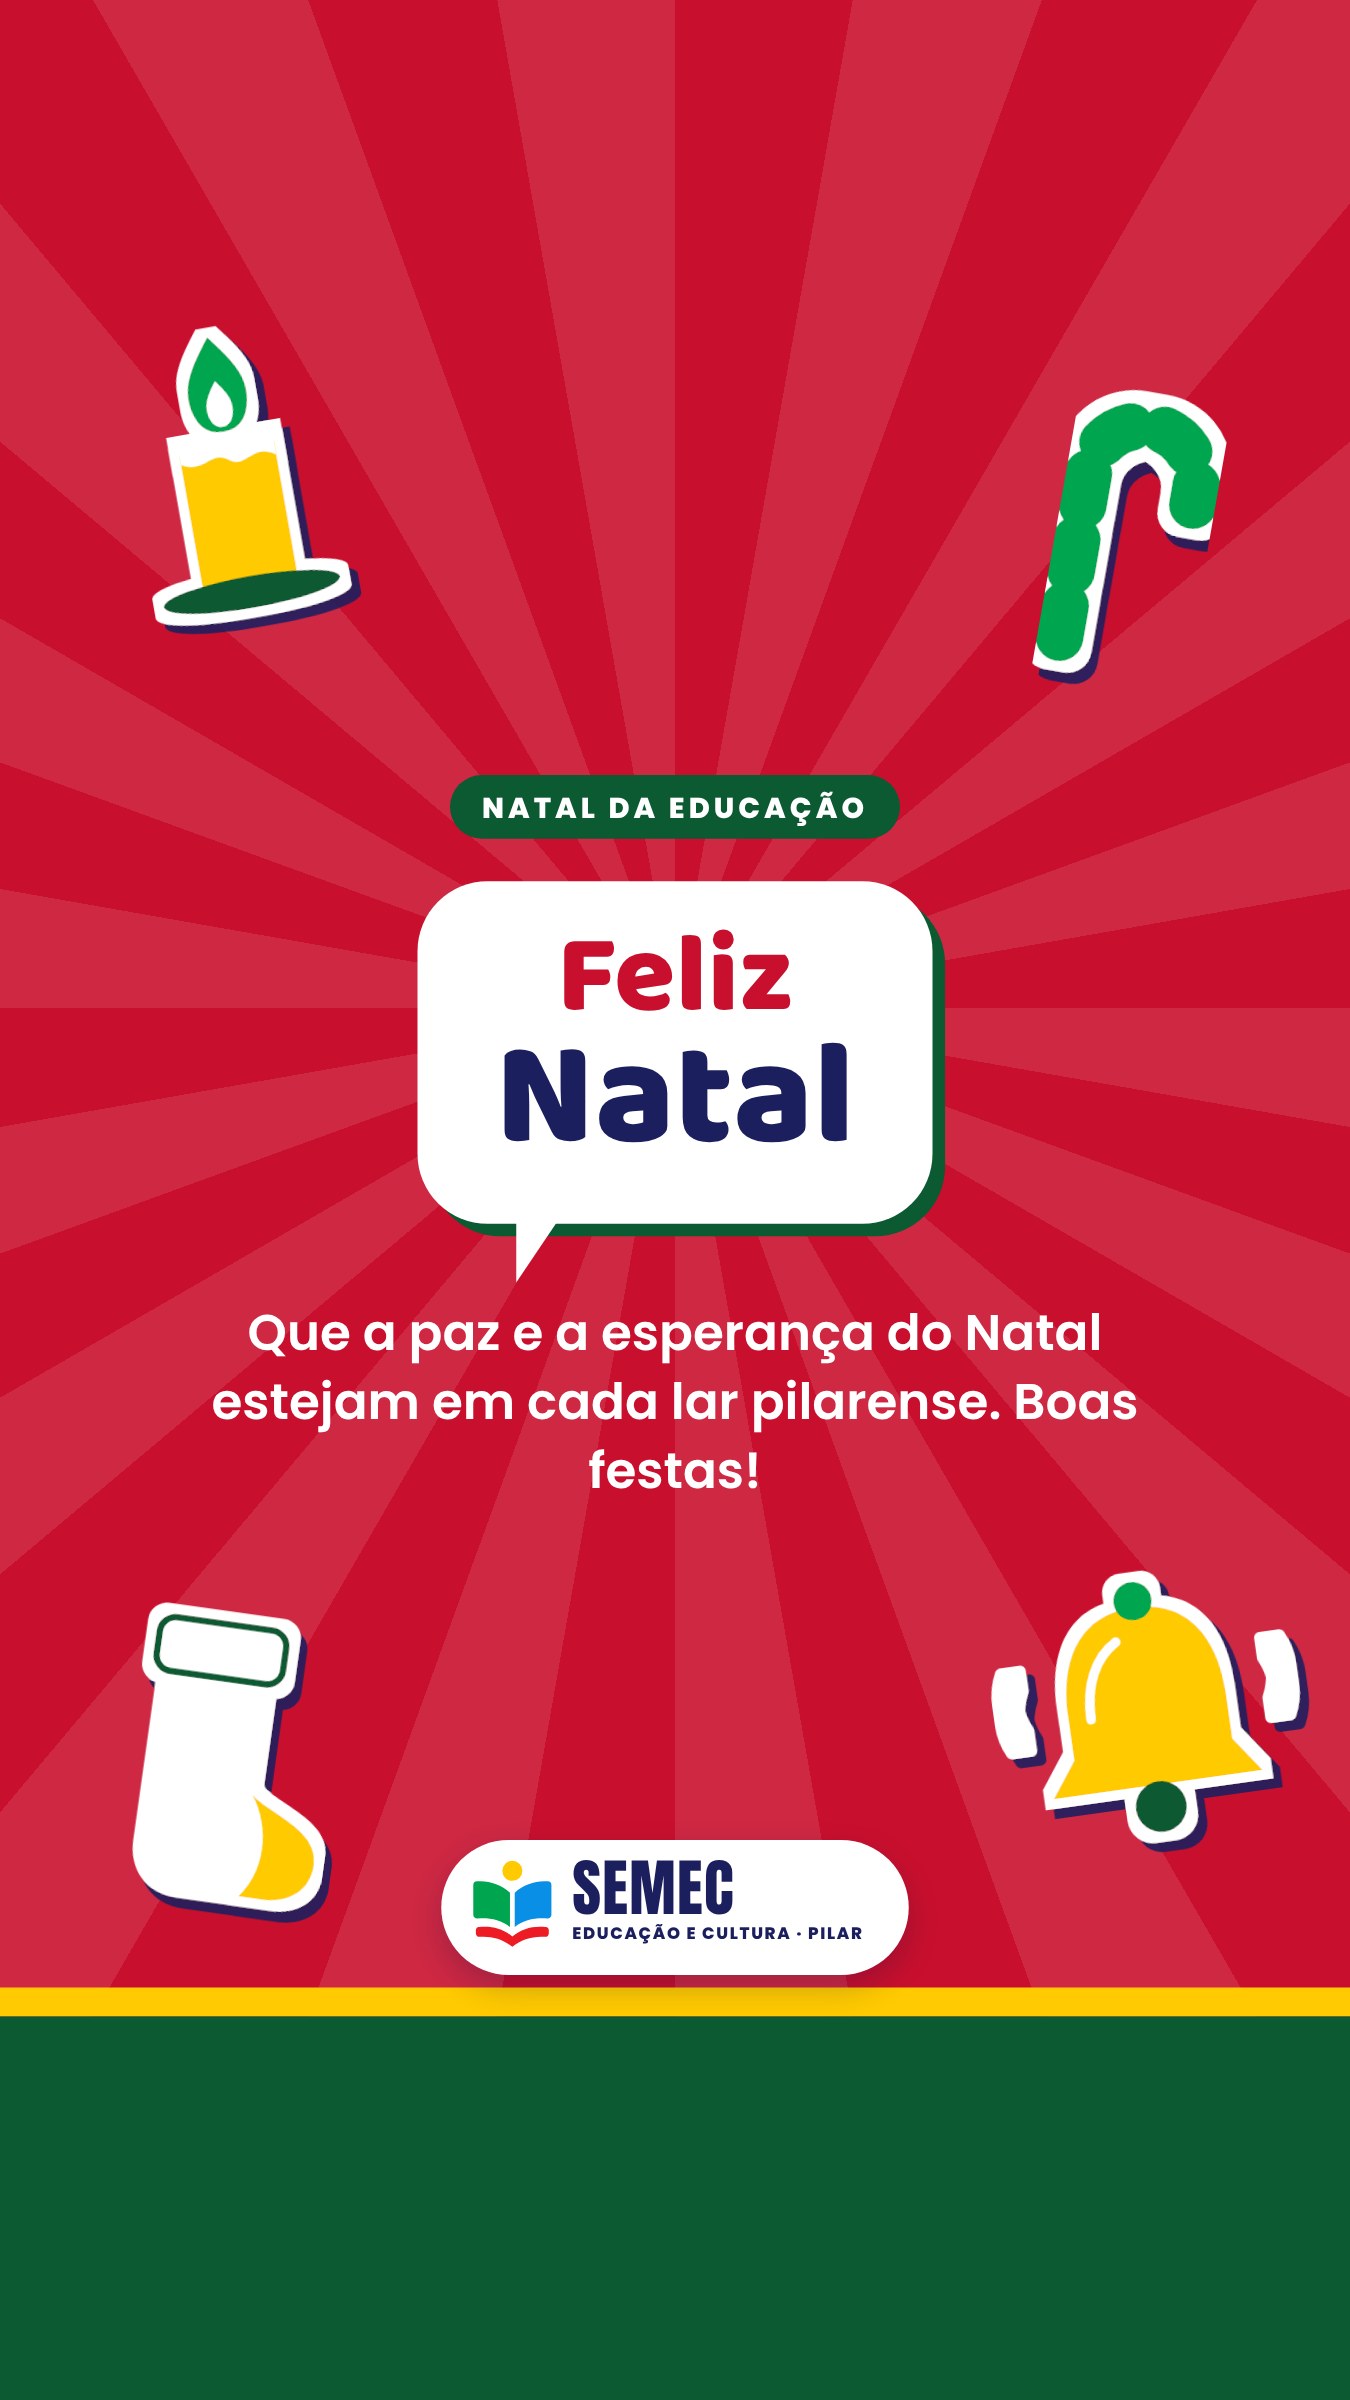 NATAL DA EDUCAÇÃO
Feliz
Natal
Que a paz e a esperança do Natal
estejam em cada lar pilarense. Boas
festas!
SEMEC
EDUCAÇÃO E CULTURA · PILAR